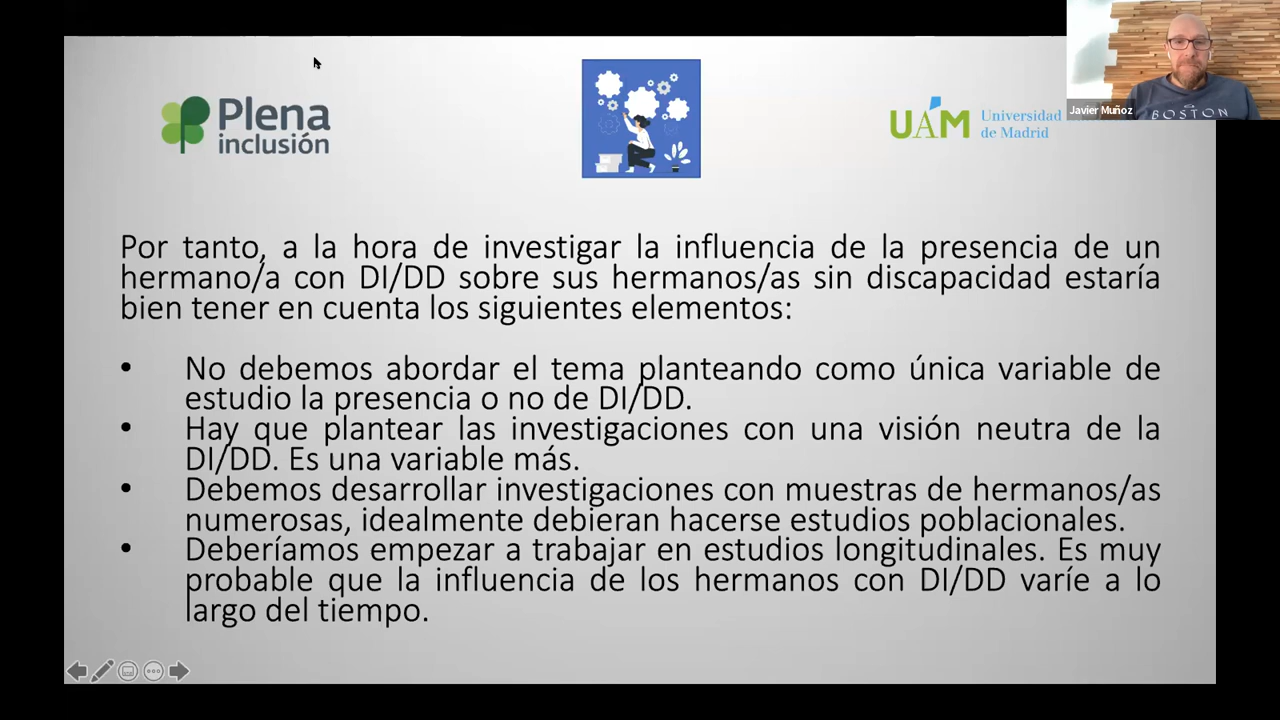 Plena
inclusión
UAM Universidad
de Madrid
Javier Muñoz
BOSTON
Por tanto, a la hora de investigar la influencia de la presencia de un
hermano/a con DI/DD sobre sus hermanos/as sin discapacidad estaría
bien tener en cuenta los siguientes elementos:
• No debemos abordar el tema planteando como única variable de
estudio la presencia o no de DI/DD.
• Hay que plantear las investigaciones con una visión neutra de la
DI/DD. Es una variable más.
• Debemos desarrollar investigaciones con muestras de hermanos/as
numerosas, idealmente debieran hacerse estudios poblacionales.
• Deberíamos empezar a trabajar en estudios longitudinales. Es muy
probable que la influencia de los hermanos con DI/DD varíe a lo
largo del tiempo.